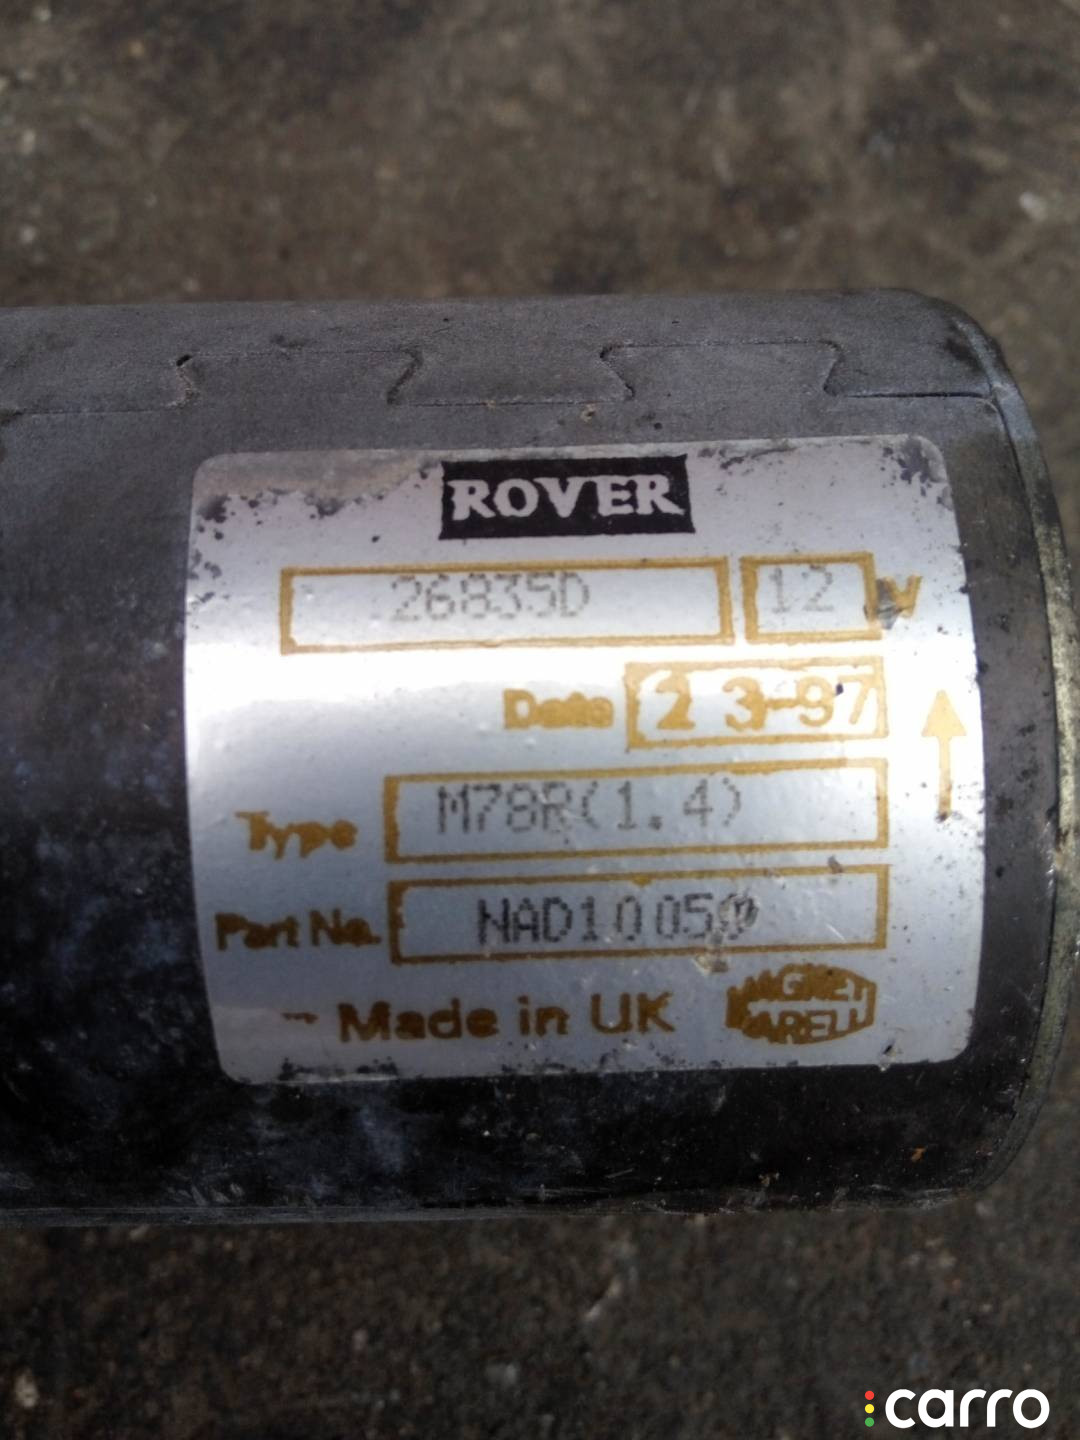 ROVER
26835D 12 V
Date 2 3-97
Type M78R(1.4)
Part No. NAD10050
Made in UK MAGNETI MARELLI
carro